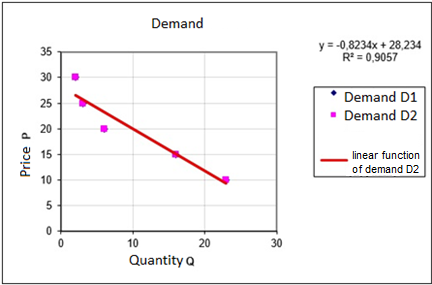 Demand
y = -0,8234x + 28,234
R² = 0,9057
35
30
25
20
15
10
5
0
0 10 20 30
Price P
Quantity Q
Demand D1
Demand D2
linear function
of demand D2